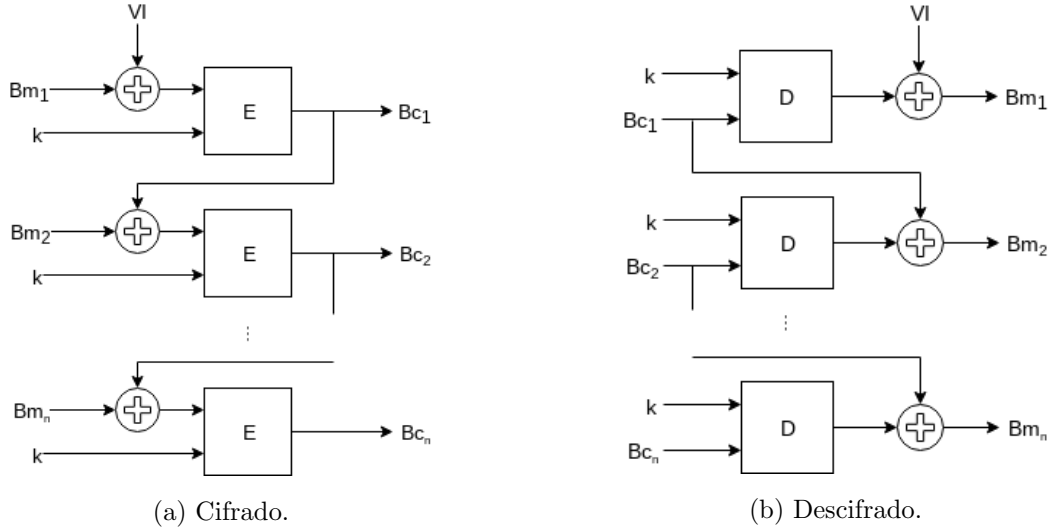 VI
Bm1
k
E
Bc1
Bm2
k
E
Bc2
⋮
Bmn
k
E
Bcn
(a) Cifrado.
VI
k
Bc1
D
Bm1
k
Bc2
D
Bm2
⋮
k
Bcn
D
Bmn
(b) Descifrado.